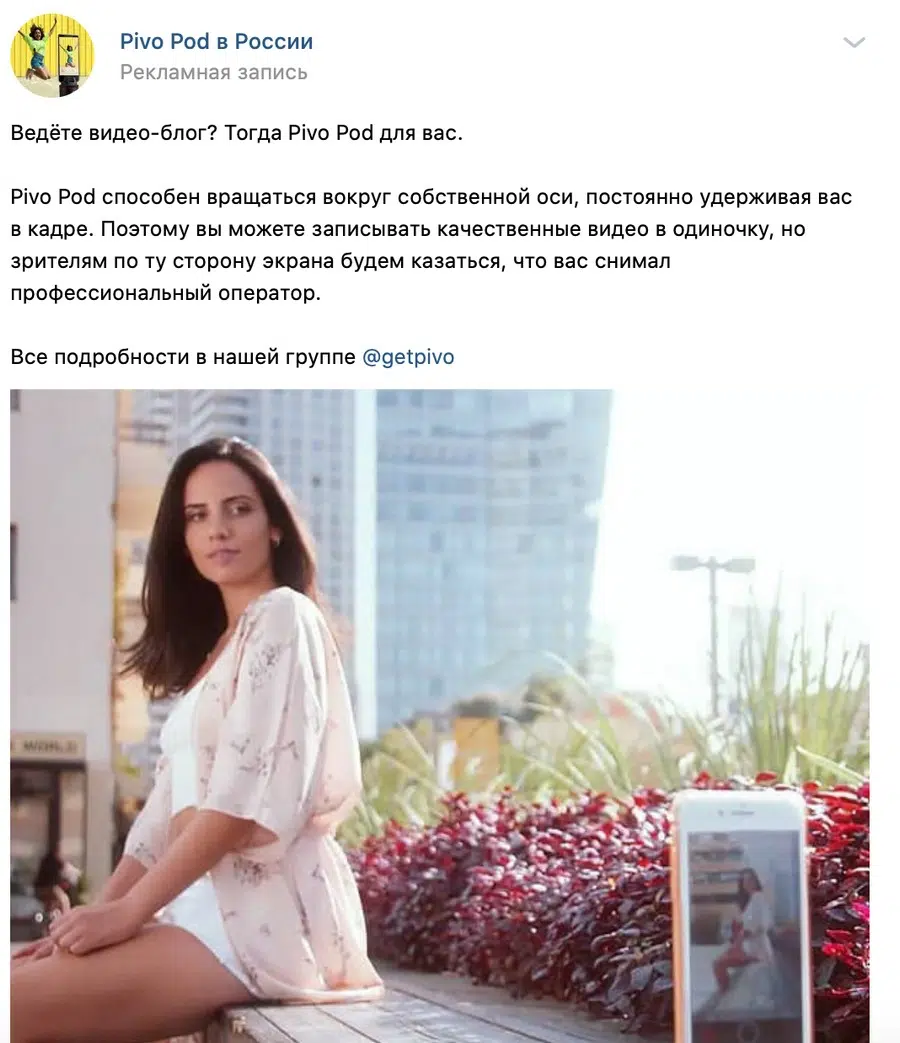 Pivo Pod в России
Рекламная запись
Ведёте видео-блог? Тогда Pivo Pod для вас.
Pivo Pod способен вращаться вокруг собственной оси, постоянно удерживая вас
в кадре. Поэтому вы можете записывать качественные видео в одиночку, но
зрителям по ту сторону экрана будем казаться, что вас снимал
профессиональный оператор.
Все подробности в нашей группе @getpivo
WORLD